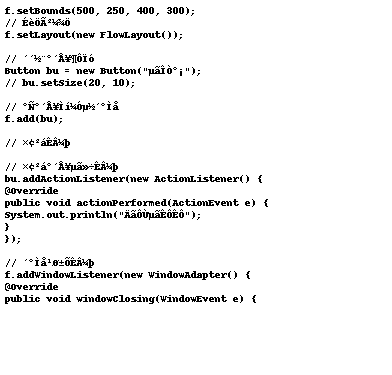 f.setBounds(500, 250, 400, 300);
// ÉèÖÃ²¼¾Ö
f.setLayout(new FlowLayout());
// ´´½¨°´Å¥¶ÔÏó
Button bu = new Button("µãÎÒ°¡");
// bu.setSize(20, 10);
// °Ñ°´Å¥Ìí¼Óµ½´°Ìå
f.add(bu);
// ×¢²áÊÂ¼þ
// ×¢²á°´Å¥µã»÷ÊÂ¼þ
bu.addActionListener(new ActionListener() {
@Override
public void actionPerformed(ActionEvent e) {
System.out.println("ÄãÔÙµãÊÔÊÔ");
}
});
// ´°Ìå¹Ø±ÕÊÂ¼þ
f.addWindowListener(new WindowAdapter() {
@Override
public void windowClosing(WindowEvent e) {